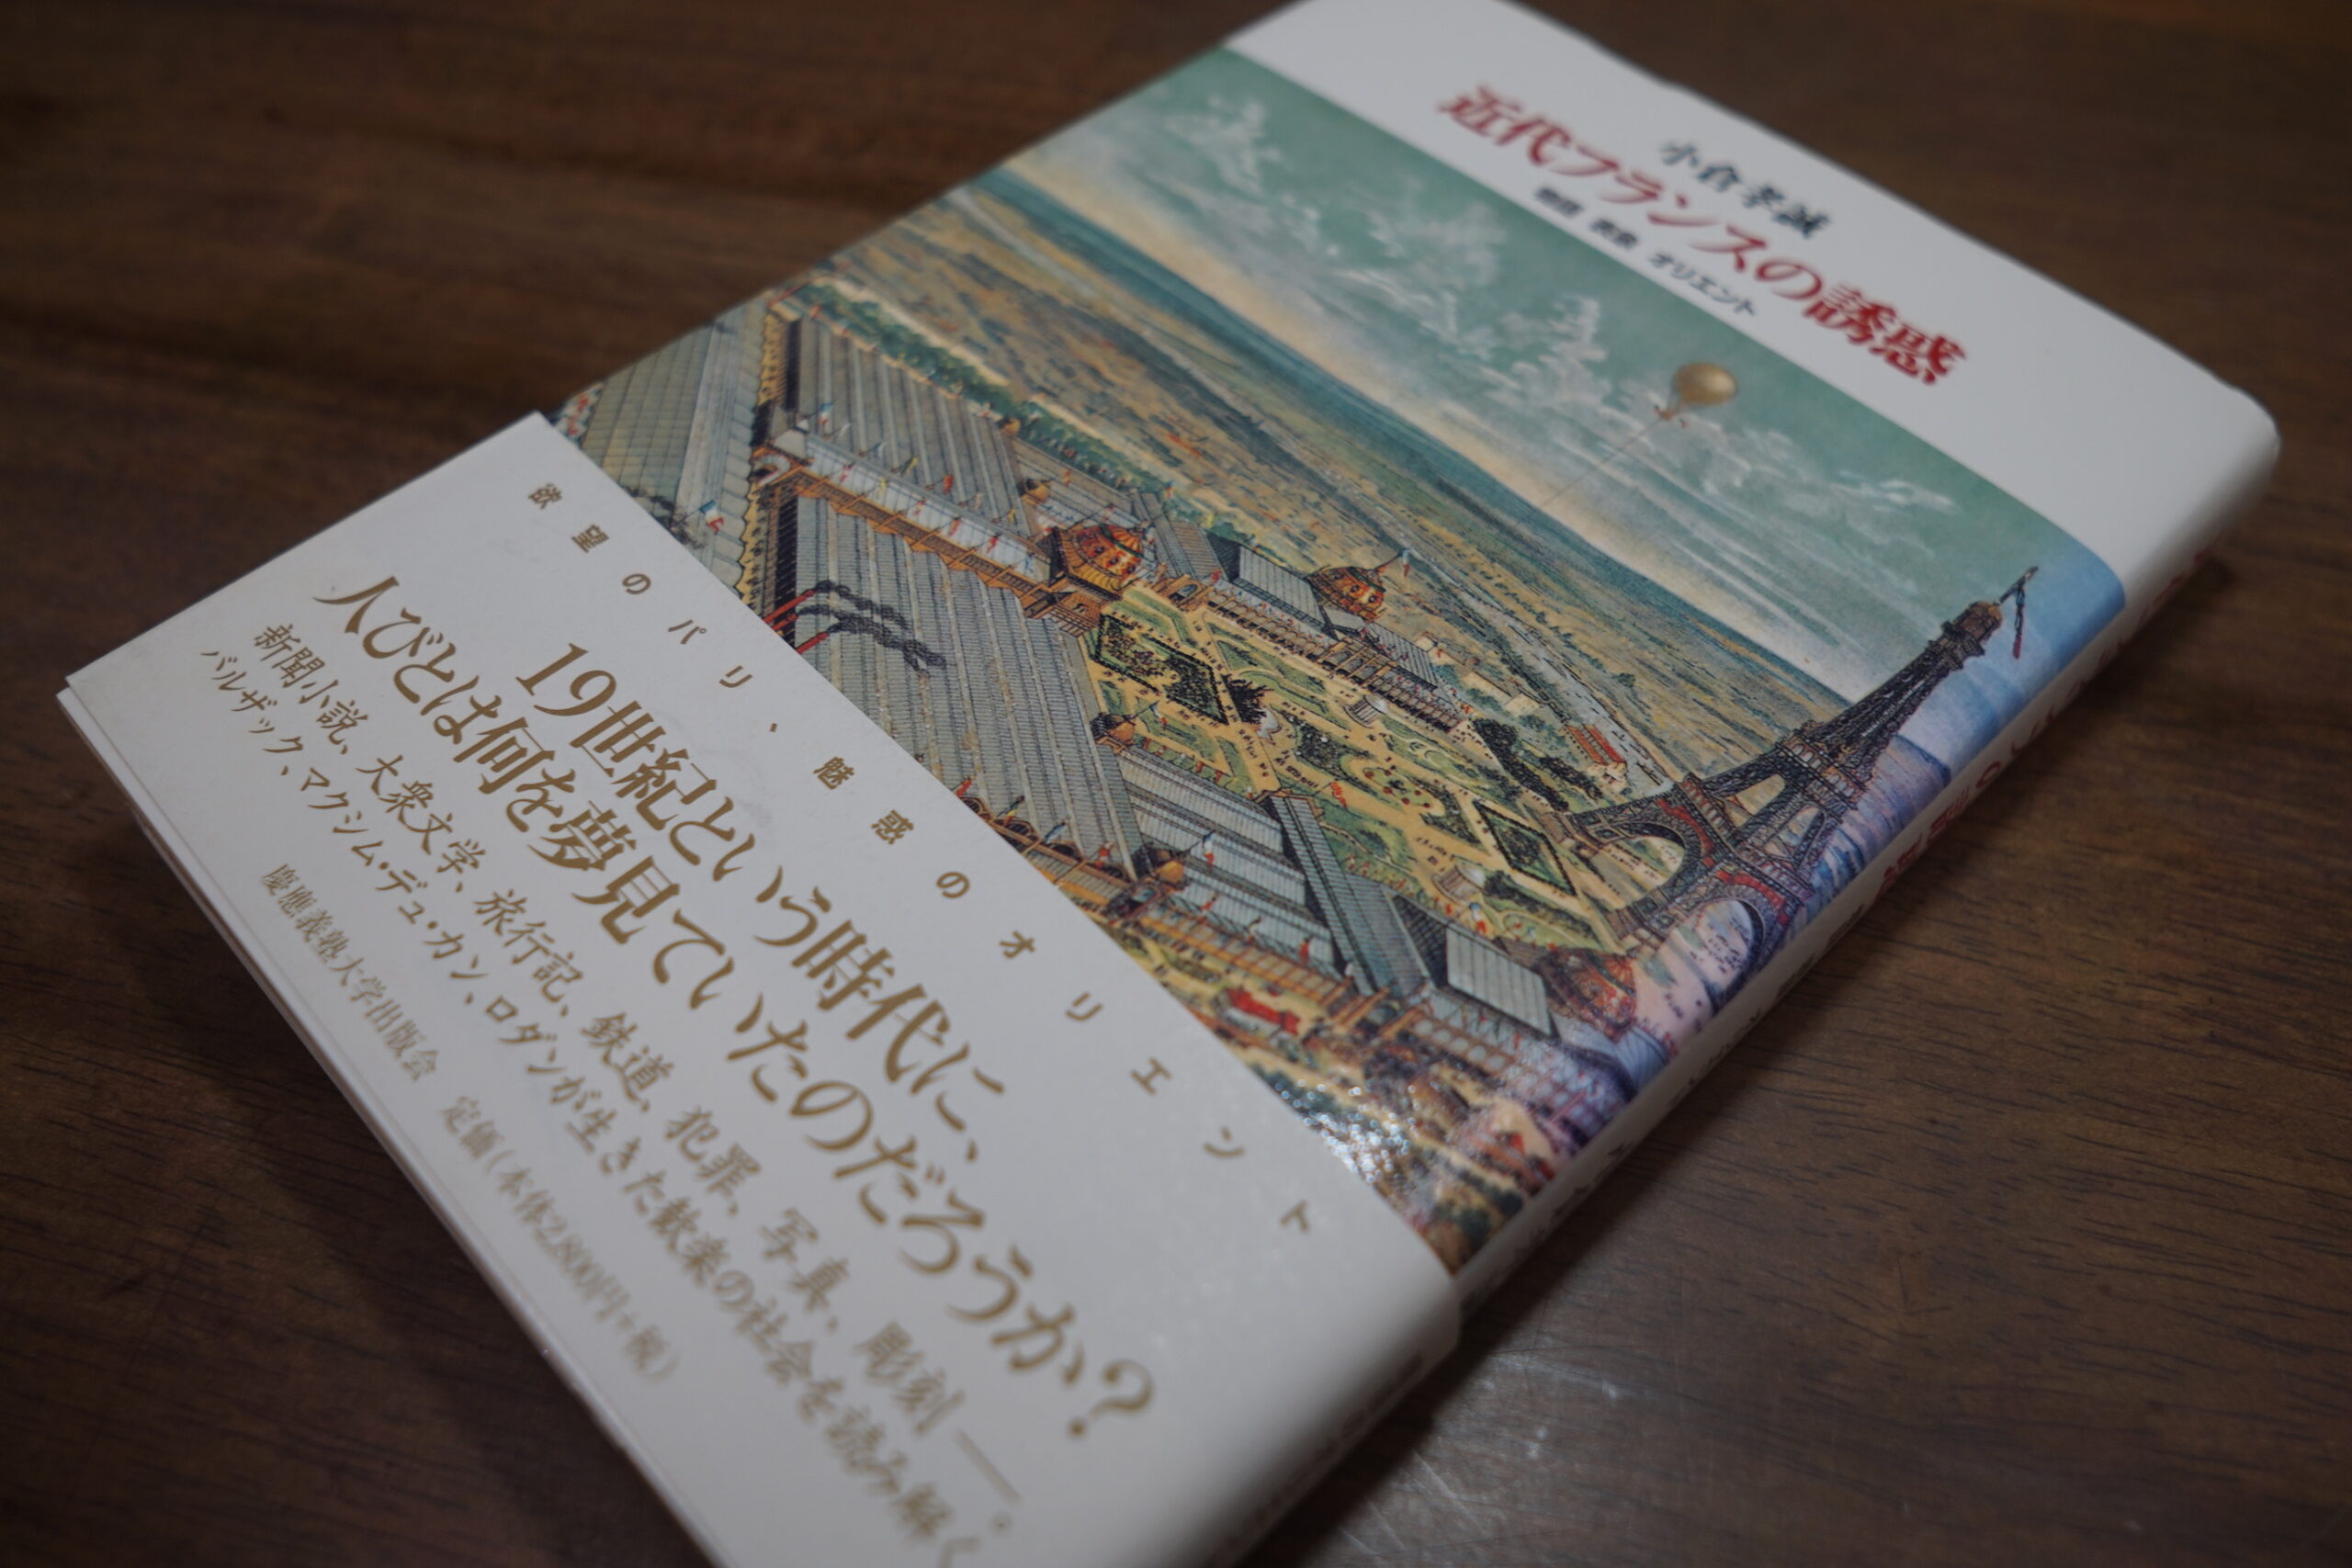 小倉孝誠
近代フランスの誘惑
物語 表象 オリエント
欲望のパリ、魅惑のオリエント
19世紀という時代に、
人びとは何を夢見ていたのだろうか?
新聞小説、大衆文学、旅行記、鉄道、犯罪、写真、彫刻――。
バルザック、マクシム・デュ・カン、ロダンが生きた歓楽の社会を読み解く
慶應義塾大学出版会 定価(本体2,800円+税)